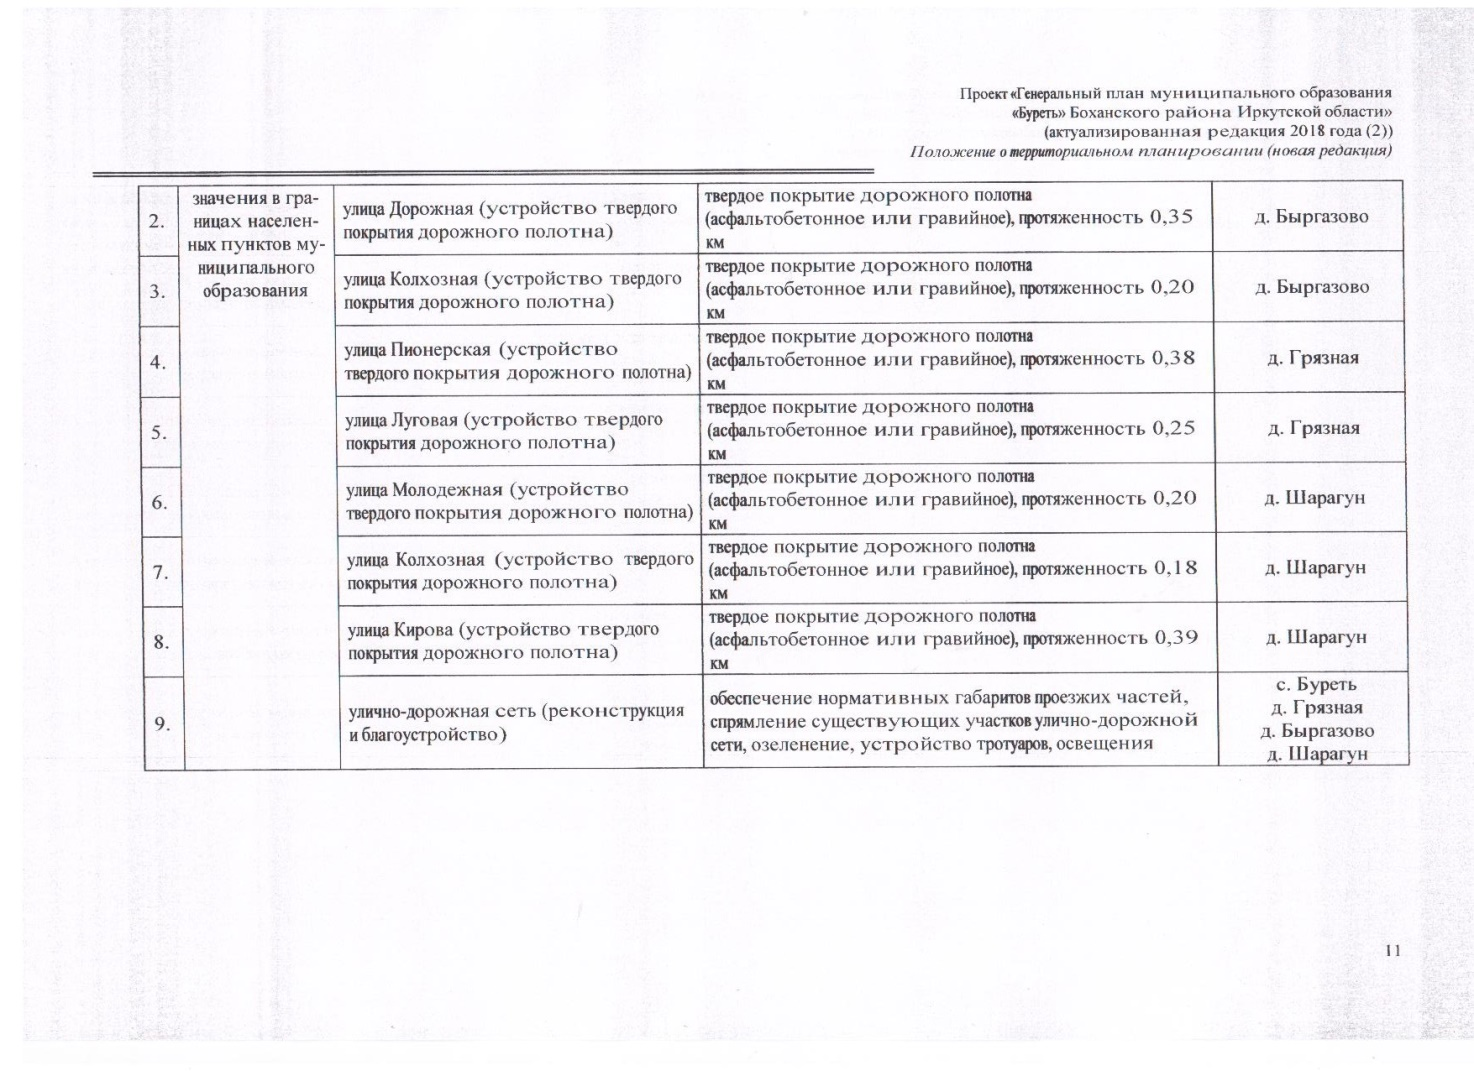 Проект «Генеральный план муниципального образования
«Буреть» Боханского района Иркутской области»
(актуализированная редакция 2018 года (2))
Положение о территориальном планировании (новая редакция)
значения в гра-
ницах населен-
ных пунктов му-
ниципального
образования
2.
улица Дорожная (устройство твердого
покрытия дорожного полотна)
твердое покрытие дорожного полотна
(асфальтобетонное или гравийное), протяженность 0,35
км
д. Быргазово
3.
улица Колхозная (устройство твердого
покрытия дорожного полотна)
твердое покрытие дорожного полотна
(асфальтобетонное или гравийное), протяженность 0,20
км
д. Быргазово
4.
улица Пионерская (устройство
твердого покрытия дорожного полотна)
твердое покрытие дорожного полотна
(асфальтобетонное или гравийное), протяженность 0,38
км
д. Грязная
5.
улица Луговая (устройство твердого
покрытия дорожного полотна)
твердое покрытие дорожного полотна
(асфальтобетонное или гравийное), протяженность 0,25
км
д. Грязная
6.
улица Молодежная (устройство
твердого покрытия дорожного полотна)
твердое покрытие дорожного полотна
(асфальтобетонное или гравийное), протяженность 0,20
км
д. Шарагун
7.
улица Колхозная (устройство твердого
покрытия дорожного полотна)
твердое покрытие дорожного полотна
(асфальтобетонное или гравийное), протяженность 0,18
км
д. Шарагун
8.
улица Кирова (устройство твердого
покрытия дорожного полотна)
твердое покрытие дорожного полотна
(асфальтобетонное или гравийное), протяженность 0,39
км
д. Шарагун
9.
улично-дорожная сеть (реконструкция
и благоустройство)
обеспечение нормативных габаритов проезжих частей,
спрямление существующих участков улично-дорожной
сети, озеленение, устройство тротуаров, освещения
с. Буреть
д. Грязная
д. Быргазово
д. Шарагун
11